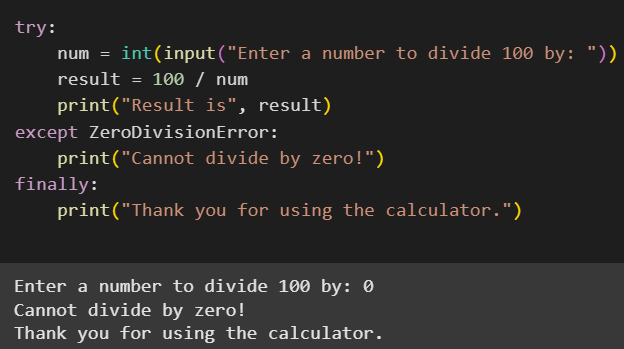 try:
    num = int(input("Enter a number to divide 100 by: "))
    result = 100 / num
    print("Result is", result)
except ZeroDivisionError:
    print("Cannot divide by zero!")
finally:
    print("Thank you for using the calculator.")
Enter a number to divide 100 by: 0
Cannot divide by zero!
Thank you for using the calculator.